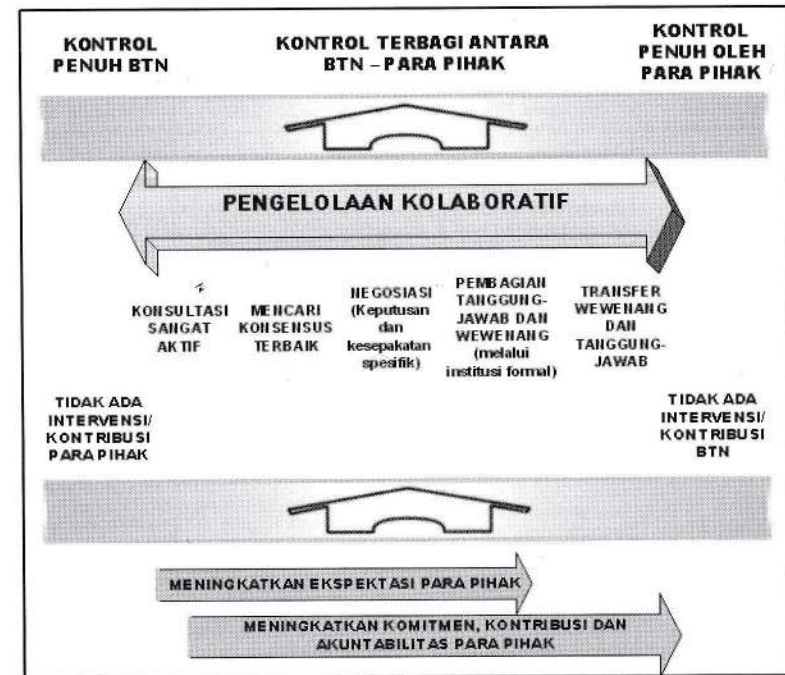 KONTROL
PENUH BTN
KONTROL TERBAGI ANTARA
BTN – PARA PIHAK
KONTROL
PENUH OLEH
PARA PIHAK
PENGELOLAAN KOLABORATIF
KONSULTASI
SANGAT
AKTIF
MENCARI
KONSENSUS
TERBAIK
NEGOSIASI
(Keputusan
dan
kesepakatan
spesifik)
PEMBAGIAN
TANGGUNG-
JAWAB DAN
WEWENANG
(melalui
institusi formal)
TRANSFER
WEWENANG
DAN
TANGGUNG-
JAWAB
TIDAK ADA
INTERVENSI/
KONTRIBUSI
PARA PIHAK
TIDAK ADA
INTERVENSI/
KONTRIBUSI
BTN
MENINGKATKAN EKSPEKTASI PARA PIHAK
MENINGKATKAN KOMITMEN, KONTRIBUSI DAN
AKUNTABILITAS PARA PIHAK